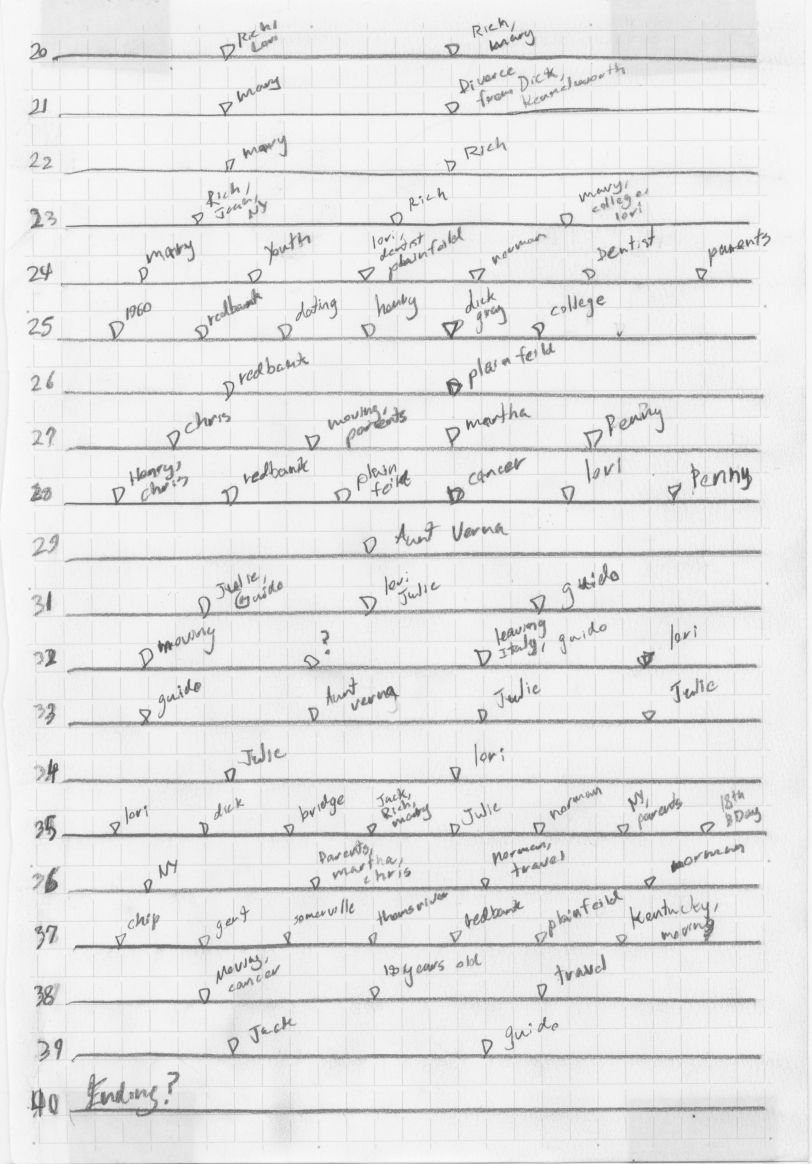 20 Rich, Lori Rich, mary
21 mary Divorce from Dick, Kennelworth
22 mary Rich
23 Rich, Joan, NY Rich mary, college, lori
24 mary Youth lori, dentist plainfeild norman Dentist parents
25 1960 redbank dating henry dick gray college
26 redbank plainfeild
27 chris moving, parents martha Penny
28 Henry, chris redbank plain feild cancer lori Penny
29 Aunt Verna
31 Julie, Guido lori Julie guido
32 moving ? leaving Italy, guido lori
33 guido Aunt verna Julie Julie
34 Julie lori
35 lori dick bridge Jack, Rich, mary Julie norman NY, parents 18th BDay
36 NY Parents, martha, chris norman, travel norman
37 chip gert somerville thomsriver redbank plainfeild Kentucky, moving
38 Moving, cancer years old travel
39 Jack guido
40 Ending?